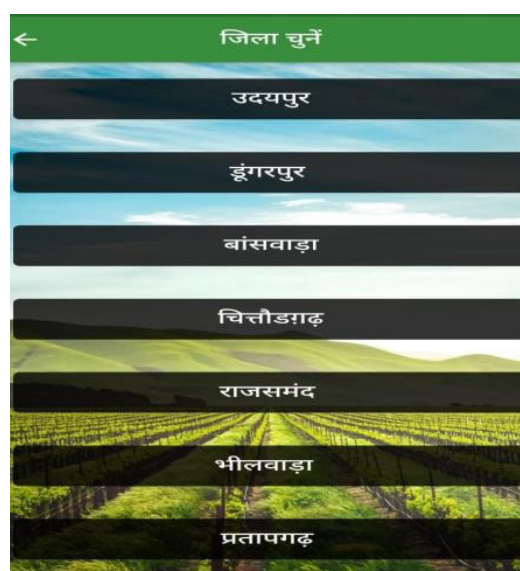 जिला चुनें
उदयपुर
डूंगरपुर
बांसवाड़ा
चित्तौडग़ढ़
राजसमंद
भीलवाड़ा
प्रतापगढ़